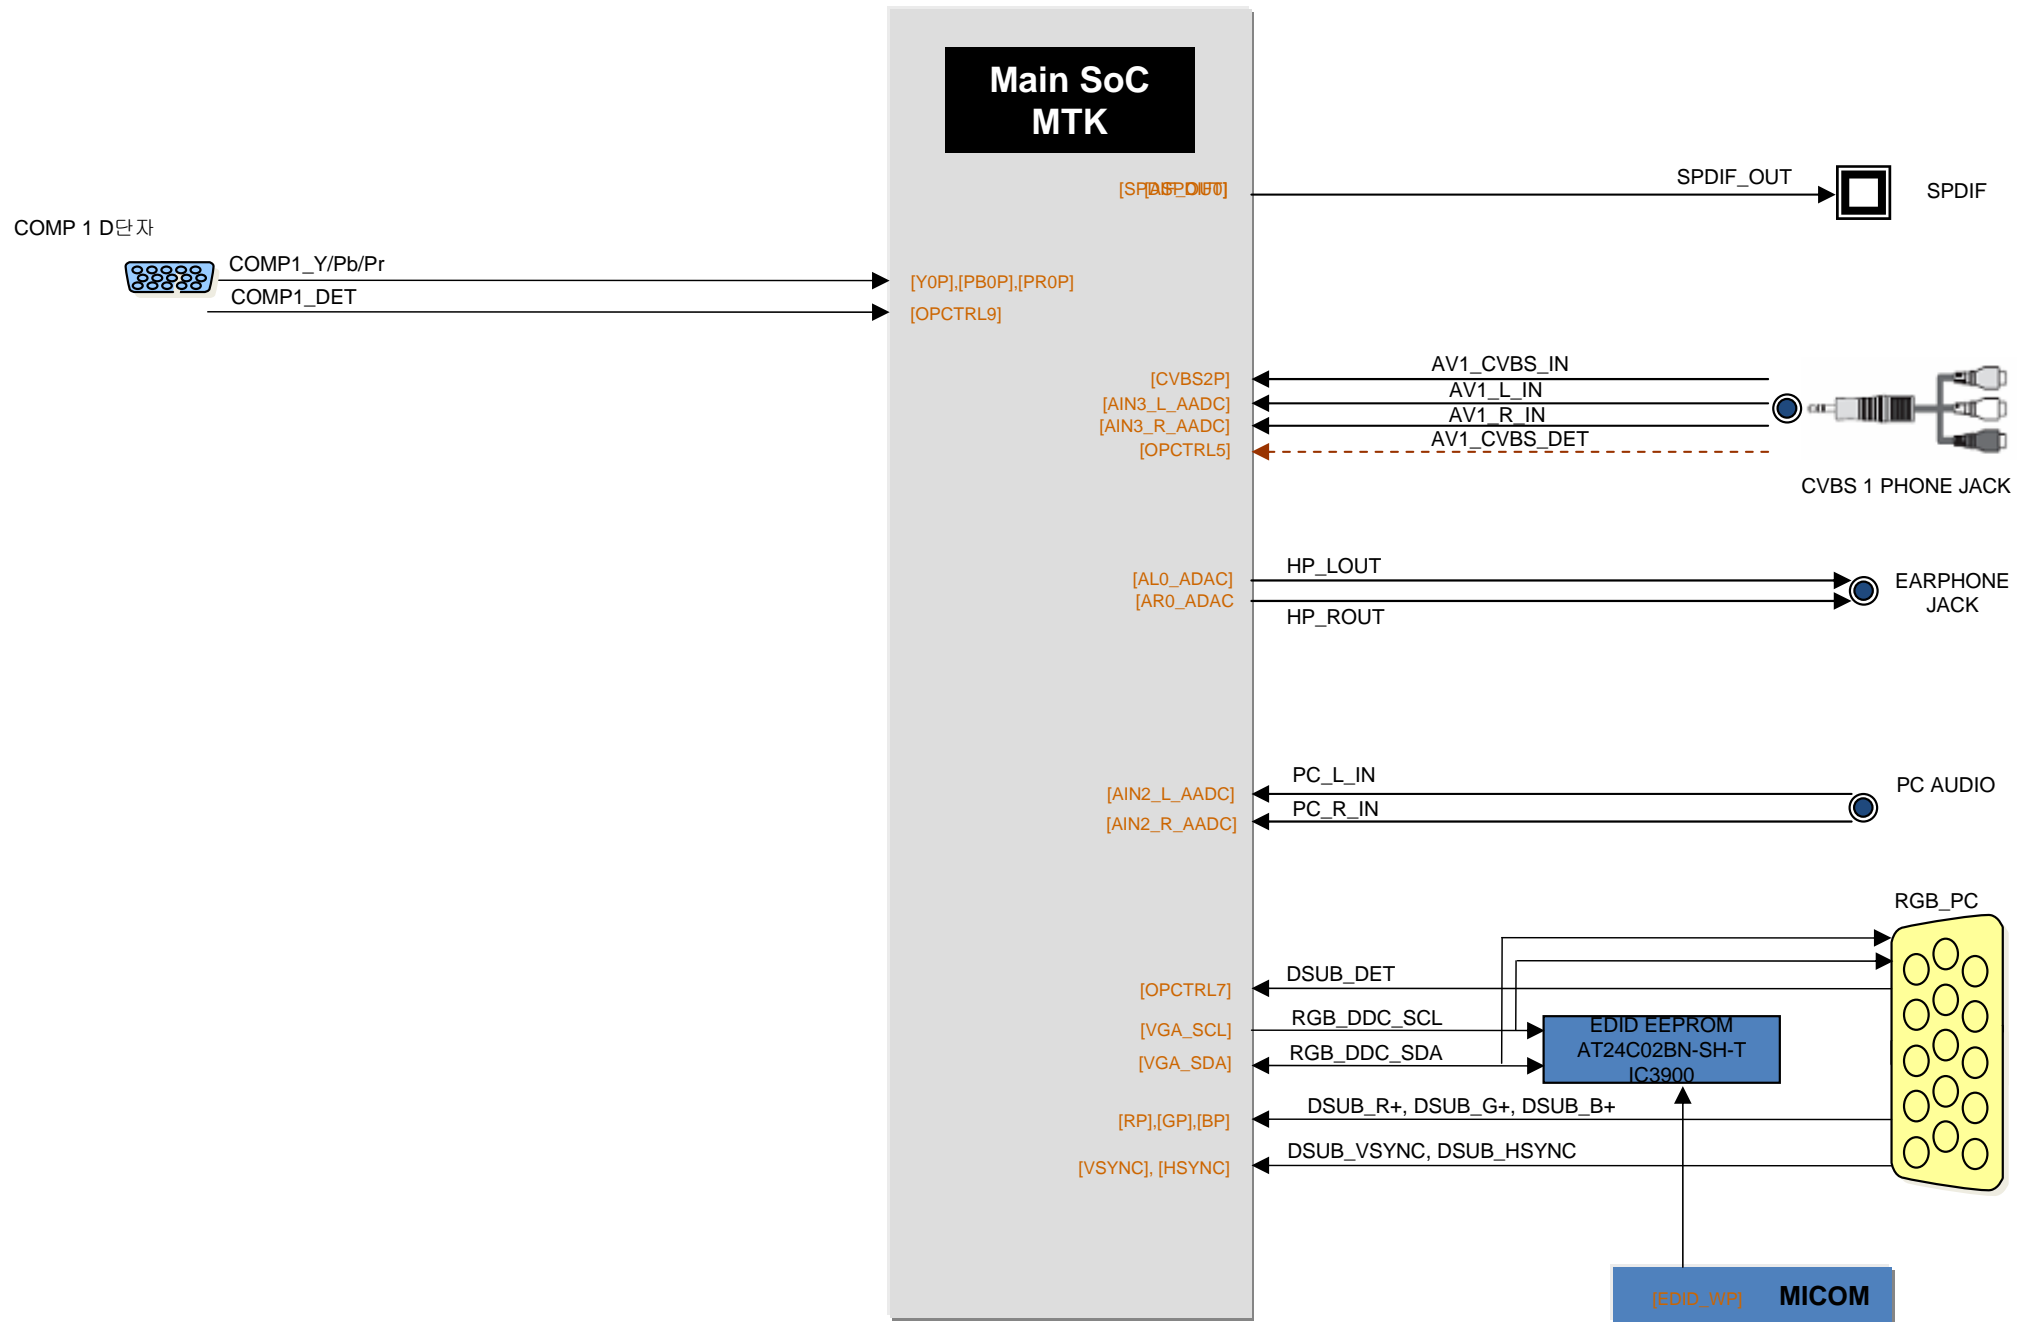 Main SoC
MTK
[SPDIF_OUT]
SPDIF_OUT
SPDIF
COMP 1 D단자
COMP1_Y/Pb/Pr
[Y0P],[PB0P],[PR0P]
COMP1_DET
[OPCTRL9]
[CVBS2P]
AV1_CVBS_IN
[AIN3_L_AADC]
AV1_L_IN
[AIN3_R_AADC]
AV1_R_IN
[OPCTRL5]
AV1_CVBS_DET
CVBS 1 PHONE JACK
[AL0_ADAC]
HP_LOUT
[AR0_ADAC
HP_ROUT
EARPHONE
JACK
[AIN2_L_AADC]
PC_L_IN
[AIN2_R_AADC]
PC_R_IN
PC AUDIO
RGB_PC
[OPCTRL7]
DSUB_DET
[VGA_SCL]
RGB_DDC_SCL
[VGA_SDA]
RGB_DDC_SDA
EDID EEPROM
AT24C02BN-SH-T
IC3900
[RP],[GP],[BP]
DSUB_R+, DSUB_G+, DSUB_B+
[VSYNC], [HSYNC]
DSUB_VSYNC, DSUB_HSYNC
[EDID_WP]
MICOM